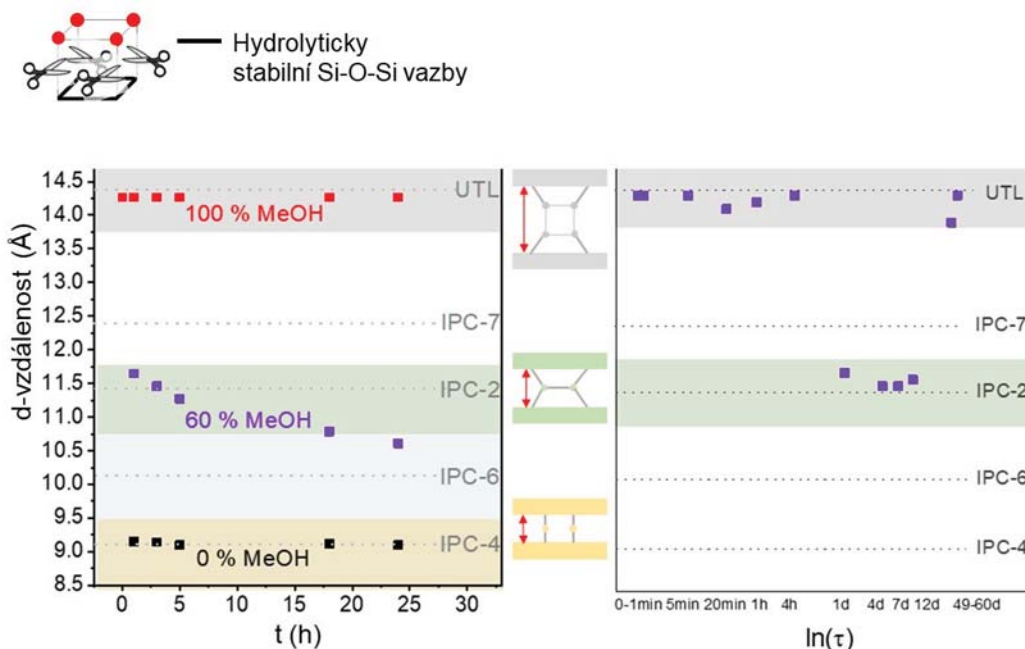 Hydrolyticky
stabilní Si-O-Si vazby
d-vzdálenost (Å)
14.5
14.0
13.5
13.0
12.5
12.0
11.5
11.0
10.5
10.0
9.5
9.0
8.5
UTL
100 % MeOH
IPC-7
IPC-2
60 % MeOH
IPC-6
IPC-4
0 % MeOH
0 5 10 15 20 25 30
t (h)
UTL
IPC-7
IPC-2
IPC-6
IPC-4
0-1min 5min 20min 1h 4h 1d 4d 7d 12d 49-60d
ln(τ)